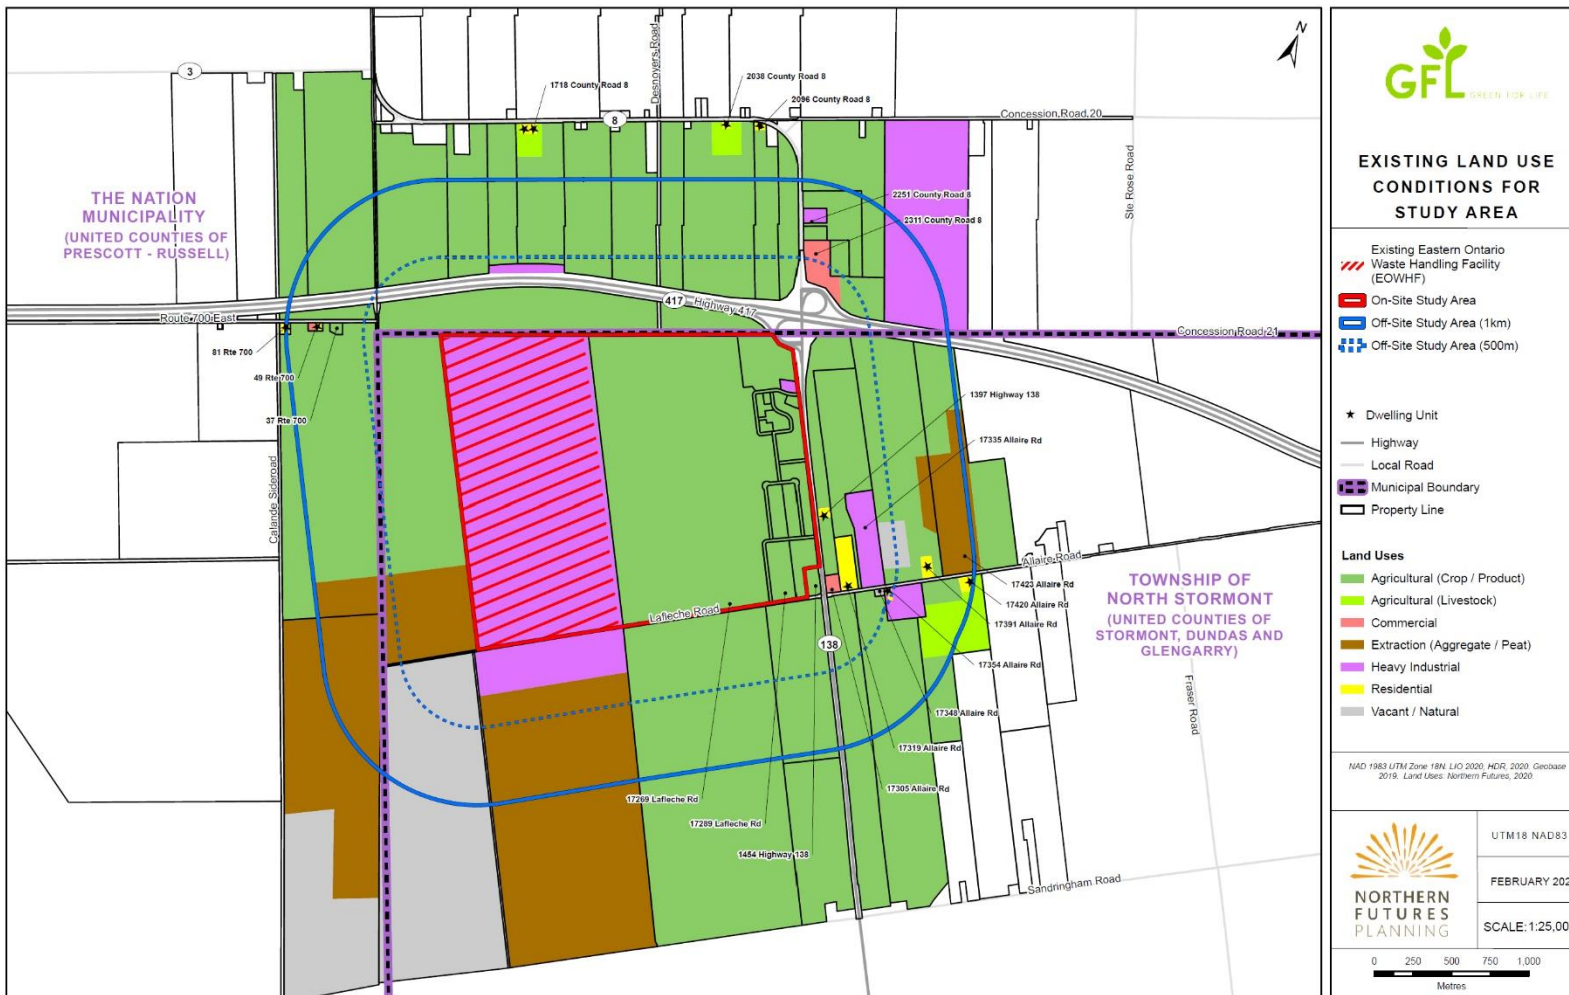 N
3
Desnoyers Road
1718 County Road 8
2038 County Road 8
2096 County Road 8
8
Concession Road 20
Ste Rose Road
THE NATION
MUNICIPALITY
(UNITED COUNTIES OF
PRESCOTT - RUSSELL)
2251 County Road 8
2311 County Road 8
417
Highway 417
Route 700 East
Concession Road 21
81 Rte 700
49 Rte 700
37 Rte 700
1397 Highway 138
17335 Allaire Rd
Calande Sideroad
Allaire Road
17423 Allaire Rd
17420 Allaire Rd
17391 Allaire Rd
17354 Allaire Rd
17348 Allaire Rd
17319 Allaire Rd
17305 Allaire Rd
TOWNSHIP OF
NORTH STORMONT
(UNITED COUNTIES OF
STORMONT, DUNDAS AND
GLENGARRY)
Lafleche Road
138
Fraser Road
17269 Lafleche Rd
17289 Lafleche Rd
1454 Highway 138
Sandringham Road
GFL
GREEN FOR LIFE
EXISTING LAND USE
CONDITIONS FOR
STUDY AREA
Existing Eastern Ontario
Waste Handling Facility
(EOWHF)
On-Site Study Area
Off-Site Study Area (1km)
Off-Site Study Area (500m)
Dwelling Unit
Highway
Local Road
Municipal Boundary
Property Line
Land Uses
Agricultural (Crop / Product)
Agricultural (Livestock)
Commercial
Extraction (Aggregate / Peat)
Heavy Industrial
Residential
Vacant / Natural
NAD 1983 UTM Zone 18N. LIO 2020, HDR, 2020. Geobase
2019. Land Uses: Northern Futures, 2020.
NORTHERN
FUTURES
PLANNING
UTM18 NAD83
FEBRUARY 202
SCALE: 1:25,00
0 250 500 750 1,000
Metres